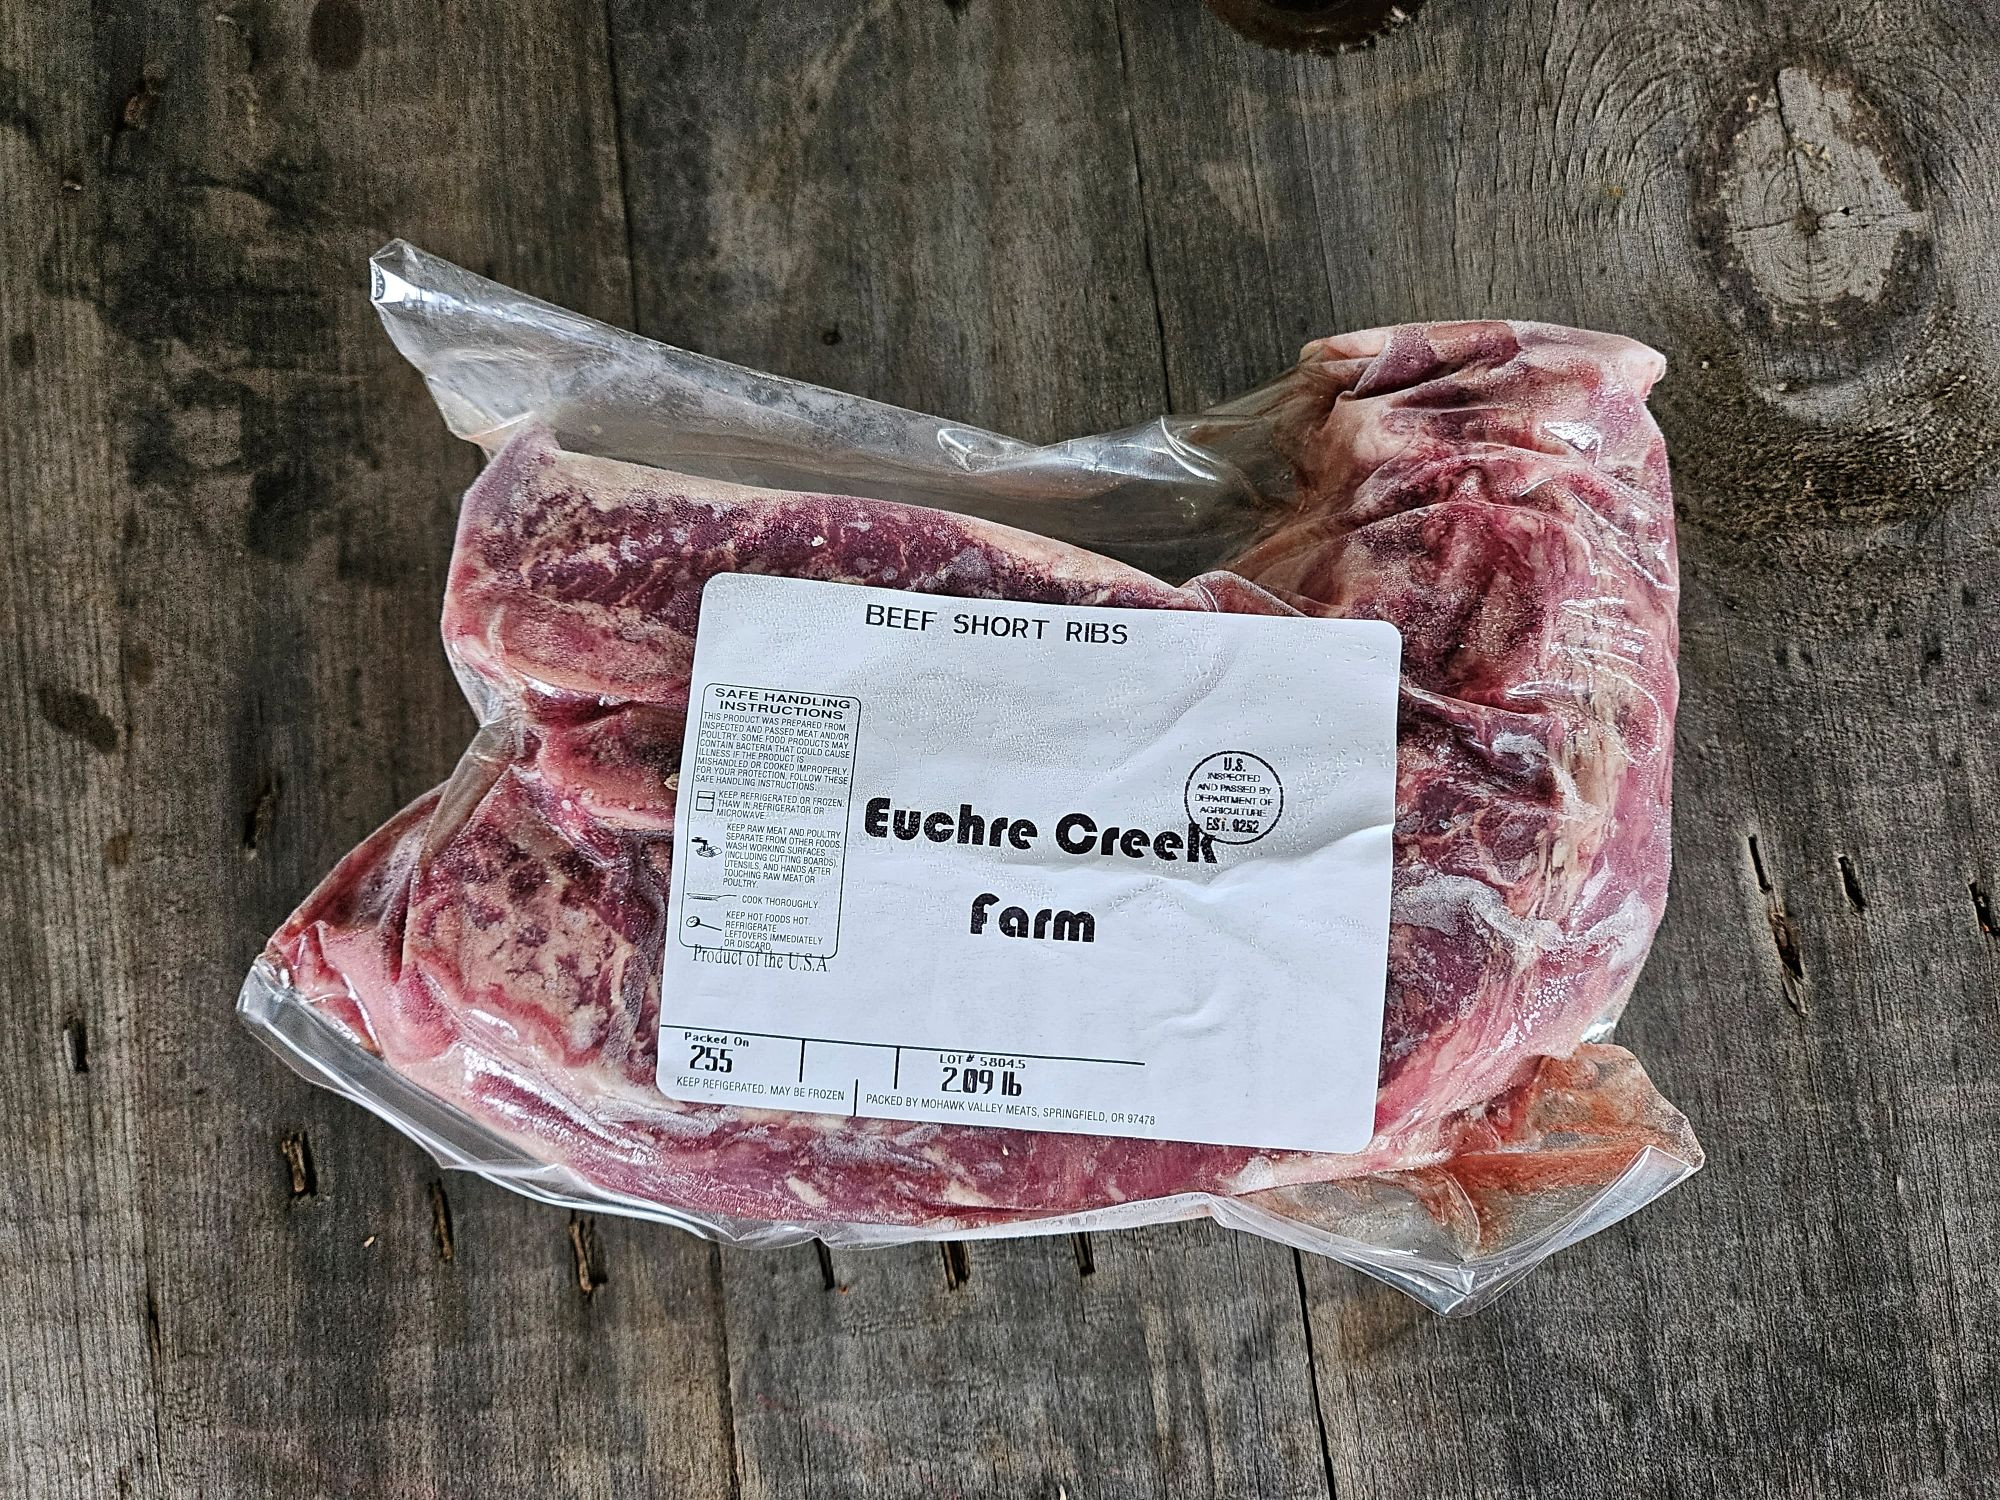 BEEF SHORT RIBS
SAFE HANDLING
INSTRUCTIONS
THIS PRODUCT WAS PREPARED FROM
INSPECTED AND PASSED MEAT AND/OR
POULTRY. SOME FOOD PRODUCTS MAY
CONTAIN BACTERIA THAT COULD CAUSE
ILLNESS IF THE PRODUCT IS
MISHANDLED OR COOKED IMPROPERLY.
FOR YOUR PROTECTION, FOLLOW THESE
SAFE HANDLING INSTRUCTIONS.
KEEP REFRIGERATED OR FROZEN.
THAW IN REFRIGERATOR OR
MICROWAVE.
KEEP RAW MEAT AND POULTRY
SEPARATE FROM OTHER FOODS.
WASH WORKING SURFACES
(INCLUDING CUTTING BOARDS),
UTENSILS, AND HANDS AFTER
TOUCHING RAW MEAT OR
POULTRY.
COOK THOROUGHLY.
KEEP HOT FOODS HOT.
REFRIGERATE
LEFTOVERS IMMEDIATELY
OR DISCARD.
Product of the U.S.A.
U.S.
INSPECTED
AND PASSED BY
DEPARTMENT OF
AGRICULTURE
EST. 9252
Euchre Creek
Farm
Packed On
255
LOT# 5804.5
2.09 lb
KEEP REFIGERATED. MAY BE FROZEN
PACKED BY MOHAWK VALLEY MEATS, SPRINGFIELD, OR 97478